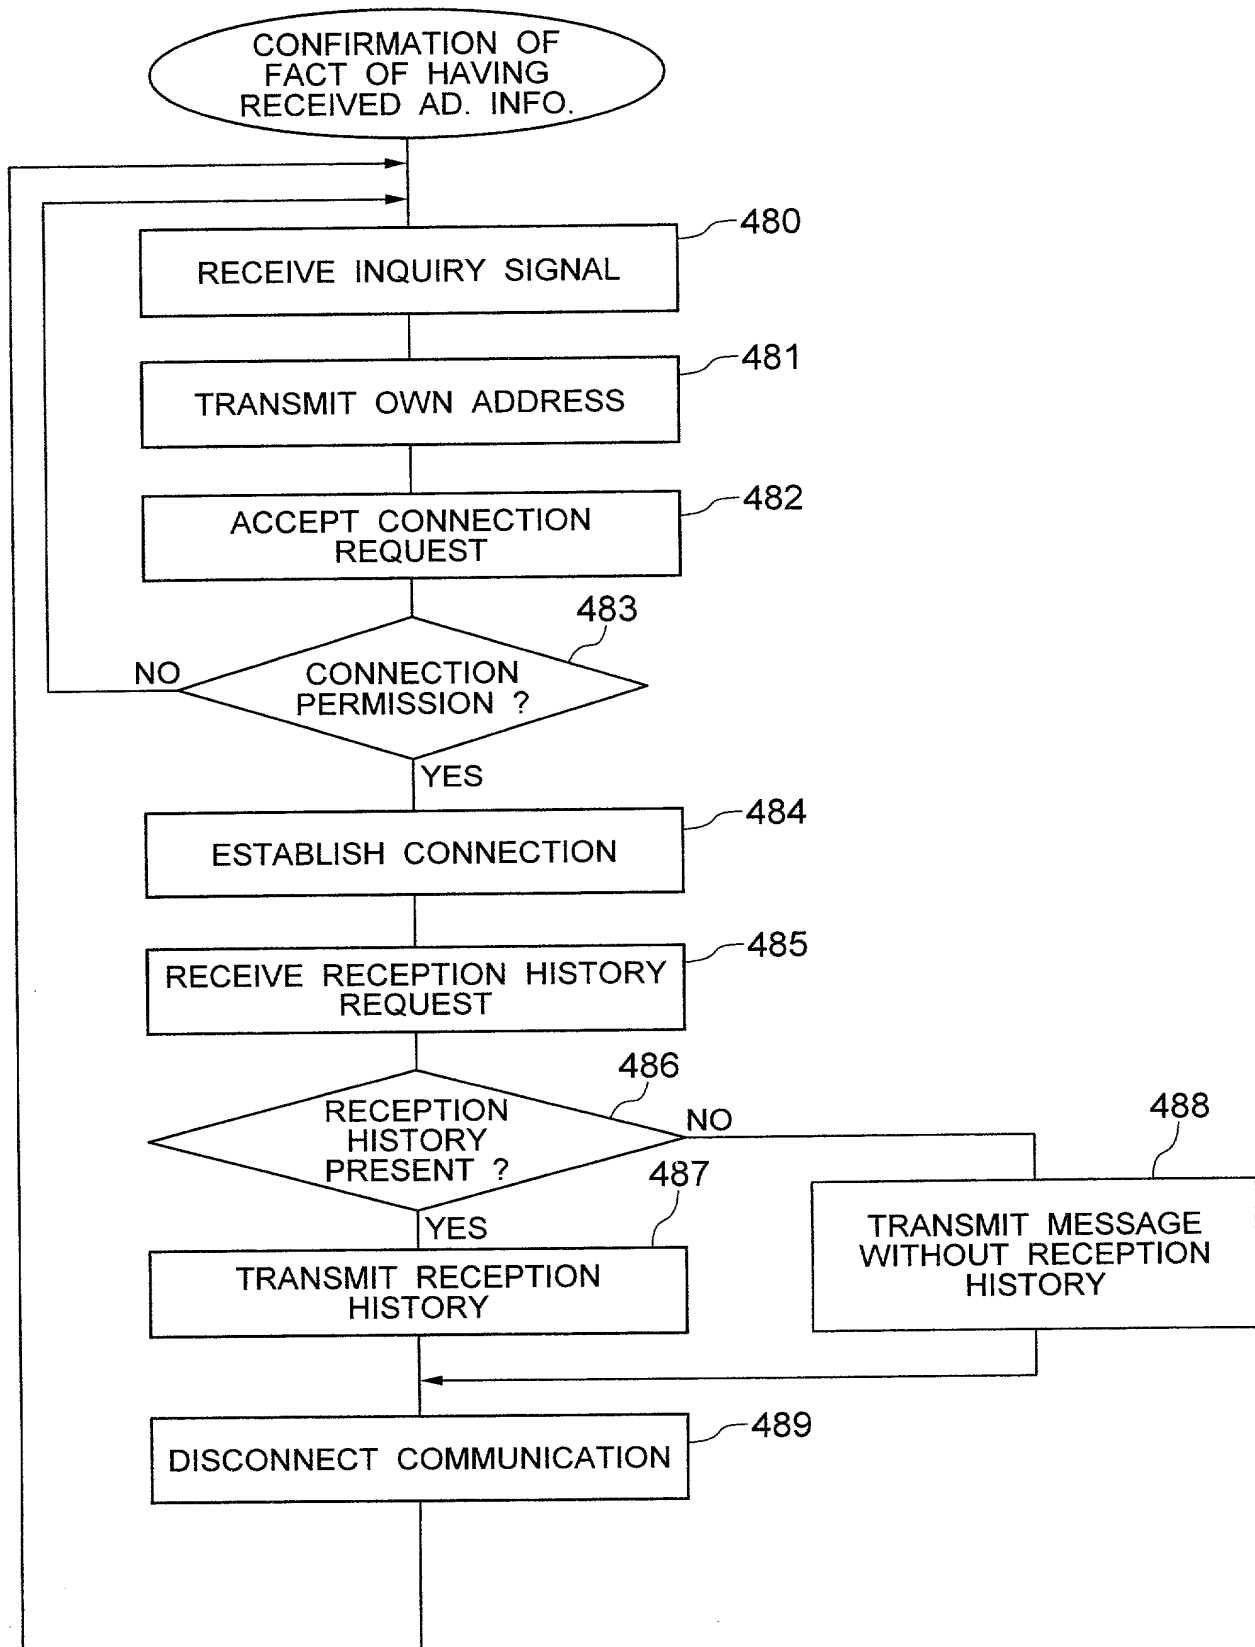 CONFIRMATION OF
FACT OF HAVING
RECEIVED AD. INFO.
480
RECEIVE INQUIRY SIGNAL
481
TRANSMIT OWN ADDRESS
482
ACCEPT CONNECTION
REQUEST
483
NO
CONNECTION
PERMISSION ?
YES
484
ESTABLISH CONNECTION
485
RECEIVE RECEPTION HISTORY
REQUEST
486
RECEPTION
HISTORY
PRESENT ?
NO
488
487
YES
TRANSMIT RECEPTION
HISTORY
TRANSMIT MESSAGE
WITHOUT RECEPTION
HISTORY
489
DISCONNECT COMMUNICATION